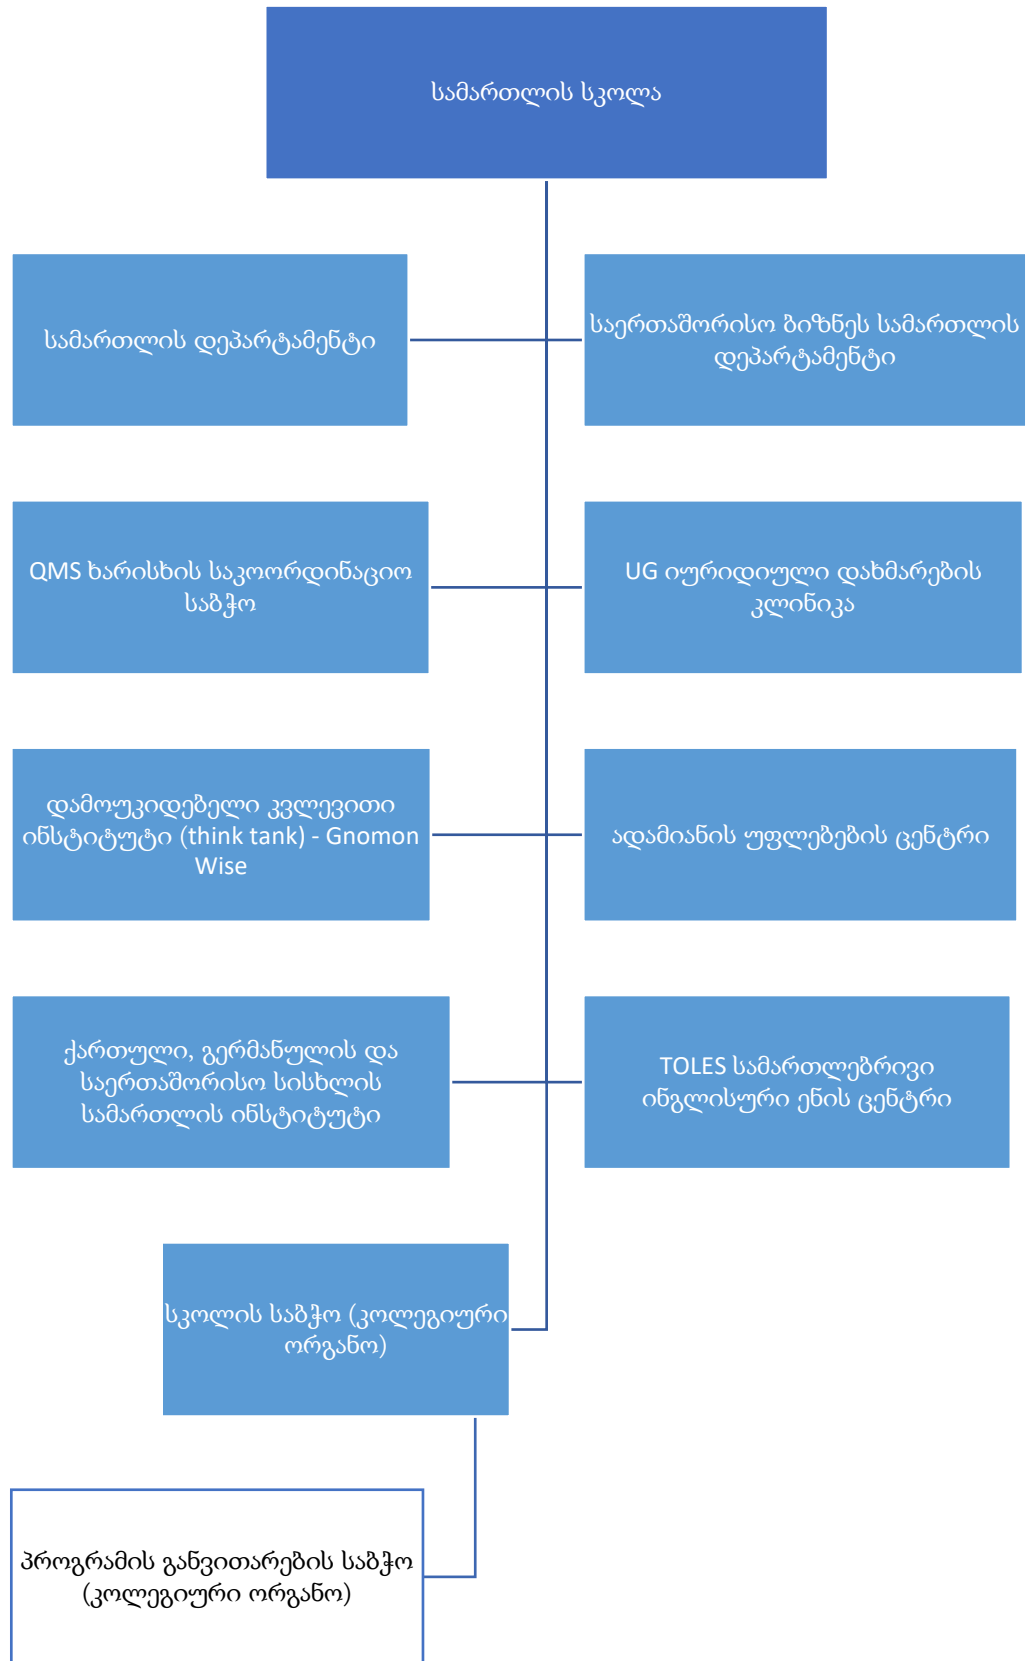 სამართლის სკოლა
სამართლის დეპარტამენტი
საერთაშორისო ბიზნეს სამართლის
დეპარტამენტი
QMS ხარისხის საკოორდინაციო
საბჭო
UG იურიდიული დახმარების
კლინიკა
დამოუკიდებელი კვლევითი
ინსტიტუტი (think tank) - Gnomon
Wise
ადამიანის უფლებების ცენტრი
ქართული, გერმანულის და
საერთაშორისო სისხლის
სამართლის ინსტიტუტი
TOLES სამართლებრივი
ინგლისური ენის ცენტრი
სკოლის საბჭო (კოლეგიური
ორგანო)
პროგრამის განვითარების საბჭო
(კოლეგიური ორგანო)